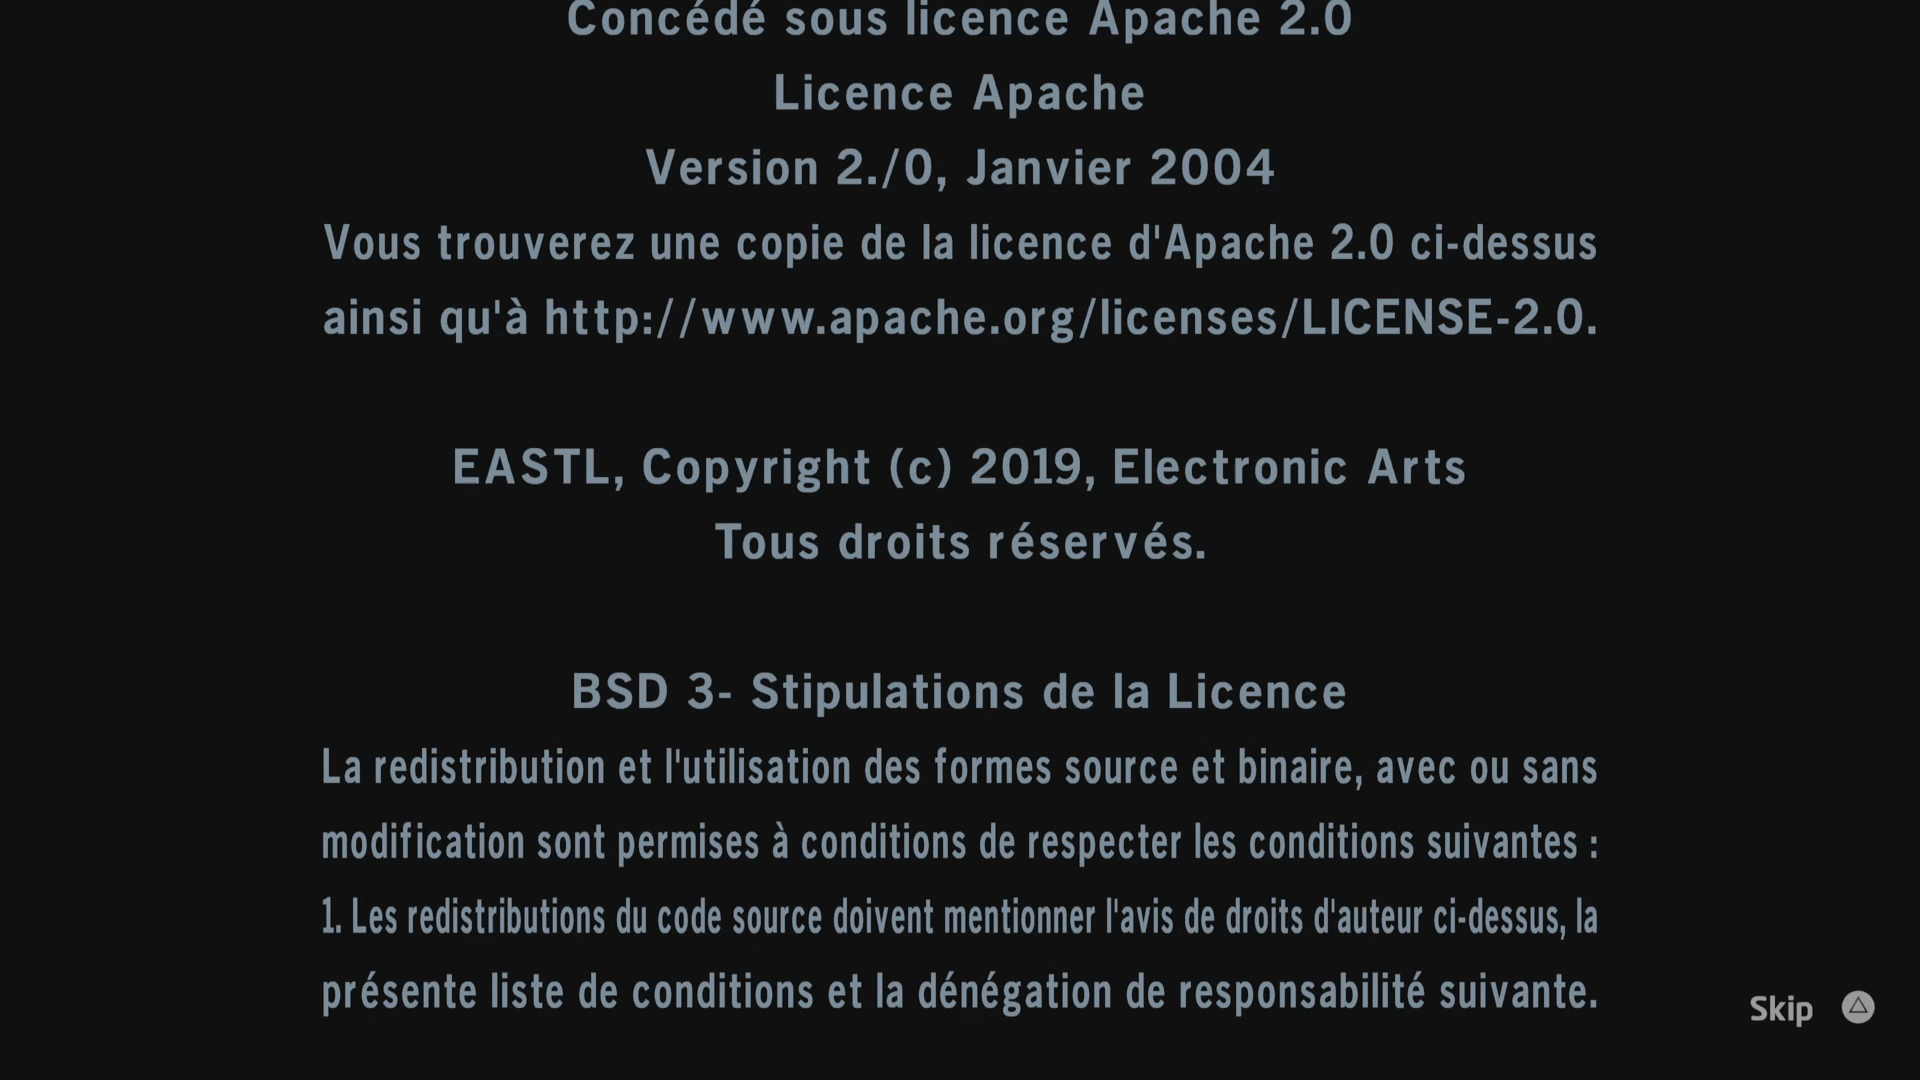 Concédé sous licence Apache 2.0
Licence Apache
Version 2./0, Janvier 2004
Vous trouverez une copie de la licence d'Apache 2.0 ci-dessus
ainsi qu'à http://www.apache.org/licenses/LICENSE-2.0.
EASTL, Copyright (c) 2019, Electronic Arts
Tous droits réservés.
BSD 3- Stipulations de la Licence
La redistribution et l'utilisation des formes source et binaire, avec ou sans
modification sont permises à conditions de respecter les conditions suivantes :
1. Les redistributions du code source doivent mentionner l'avis de droits d'auteur ci-dessus, la
présente liste de conditions et la dénégation de responsabilité suivante.
Skip